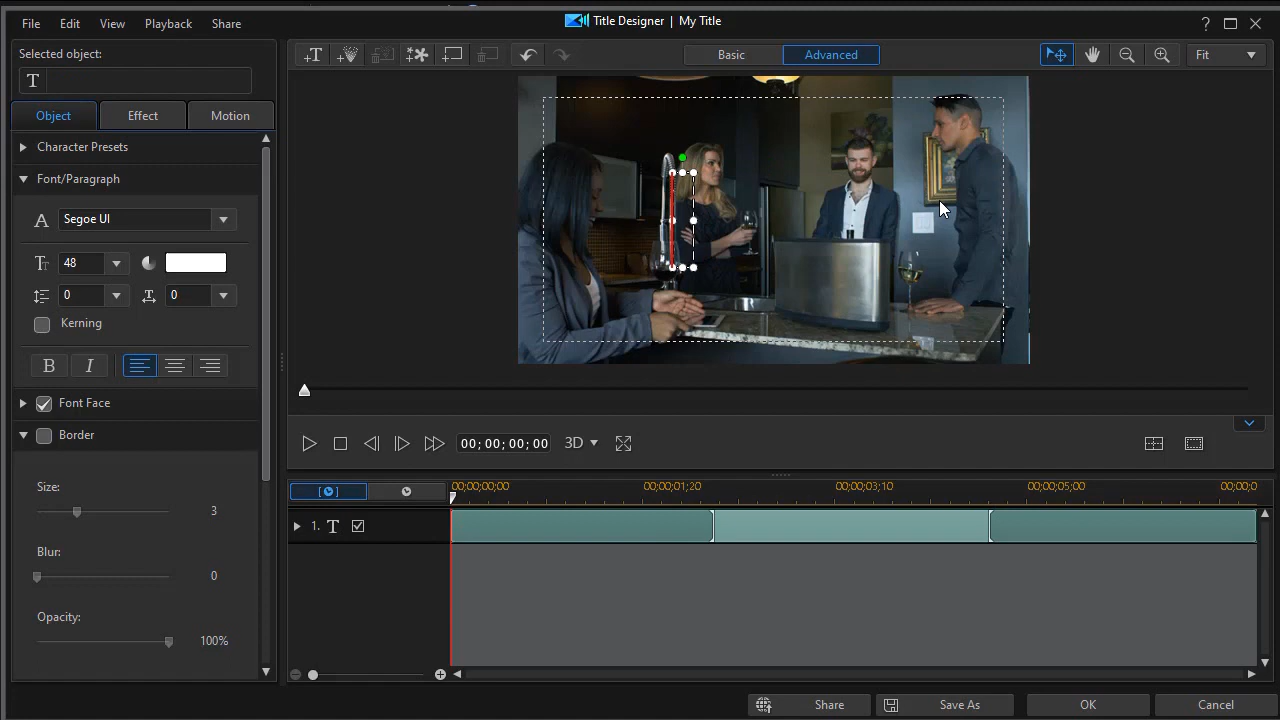 Title Designer | My Title
File Edit View Playback Share
Selected object:
T
T Basic Advanced Fit
Object Effect Motion
Character Presets
Font/Paragraph
A Segoe UI
48
0 T 0
Kerning
B I
Font Face
Border
Size:
3
Blur:
0
Opacity:
100%
00;00;00;00 3D
00;00;00;00 00;00;01;20 00;00;03;10 00;00;05;00 00;00;0
1. T
Share Save As OK Cancel